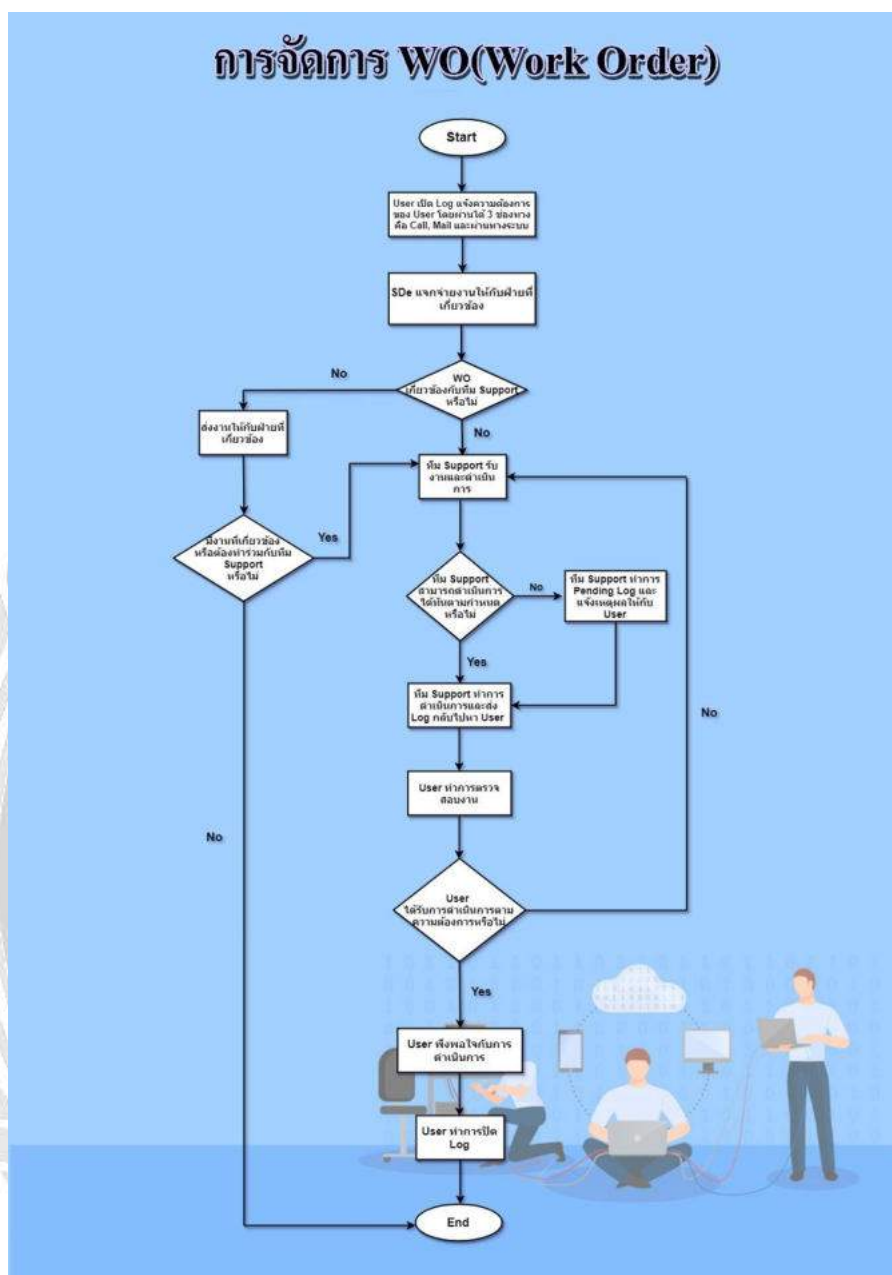 การจัดการ WO(Work Order)
Start
User เปิด Log แจ้งความต้องการ
ของ User โดยผ่านได้ 3 ช่องทาง
คือ Call, Mail และผ่านทางระบบ
SDe แจกจ่ายงานให้กับฝ่ายที่
เกี่ยวข้อง
No
WO
เกี่ยวข้องกับทีม Support
หรือไม่
ส่งงานให้กับฝ่ายที่
เกี่ยวข้อง
No
ทีม Support รับ
งานและดำเนิน
การ
มีงานที่เกี่ยวข้อง
หรือต้องทำร่วมกับทีม
Support
หรือไม่
Yes
ทีม Support
สามารถดำเนินการ
ได้ทันตามกำหนด
หรือไม่
No
ทีม Support ทำการ
Pending Log และ
แจ้งเหตุผลให้กับ
User
Yes
ทีม Support ทำการ
ดำเนินการและส่ง
Log กลับไปหา User
No
User ทำการตรวจ
สอบงาน
No
User
ได้รับการดำเนินการตาม
ความต้องการหรือไม่
Yes
User พึงพอใจกับการ
ดำเนินการ
User ทำการปิด
Log
End